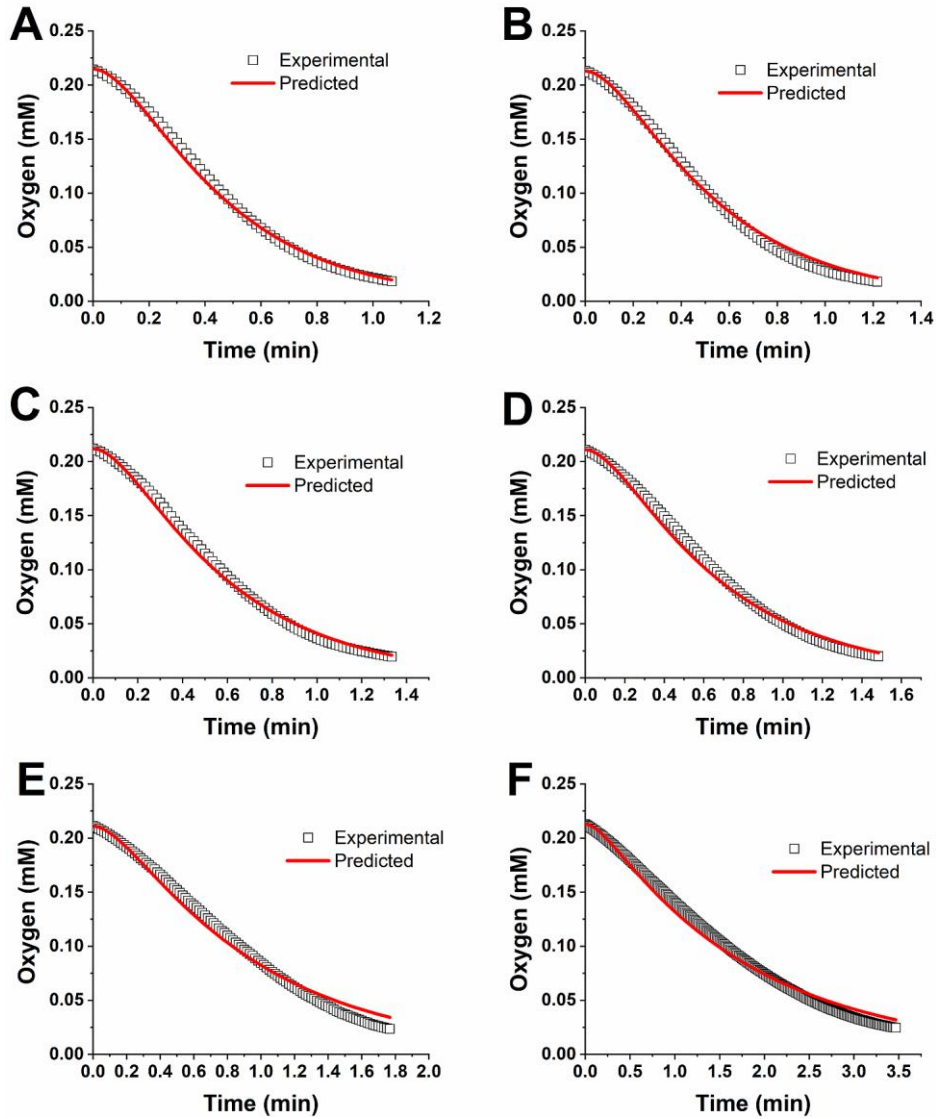 A
Oxygen (mM)
0.25
0.20
0.15
0.10
0.05
0.00
Experimental
Predicted
0.0 0.2 0.4 0.6 0.8 1.0 1.2
Time (min)
B
Oxygen (mM)
0.25
0.20
0.15
0.10
0.05
0.00
Experimental
Predicted
0.0 0.2 0.4 0.6 0.8 1.0 1.2 1.4
Time (min)
C
Oxygen (mM)
0.25
0.20
0.15
0.10
0.05
0.00
Experimental
Predicted
0.0 0.2 0.4 0.6 0.8 1.0 1.2 1.4
Time (min)
D
Oxygen (mM)
0.25
0.20
0.15
0.10
0.05
0.00
Experimental
Predicted
0.0 0.2 0.4 0.6 0.8 1.0 1.2 1.4 1.6
Time (min)
E
Oxygen (mM)
0.25
0.20
0.15
0.10
0.05
0.00
Experimental
Predicted
0.0 0.2 0.4 0.6 0.8 1.0 1.2 1.4 1.6 1.8 2.0
Time (min)
F
Oxygen (mM)
0.25
0.20
0.15
0.10
0.05
0.00
Experimental
Predicted
0.0 0.5 1.0 1.5 2.0 2.5 3.0 3.5
Time (min)